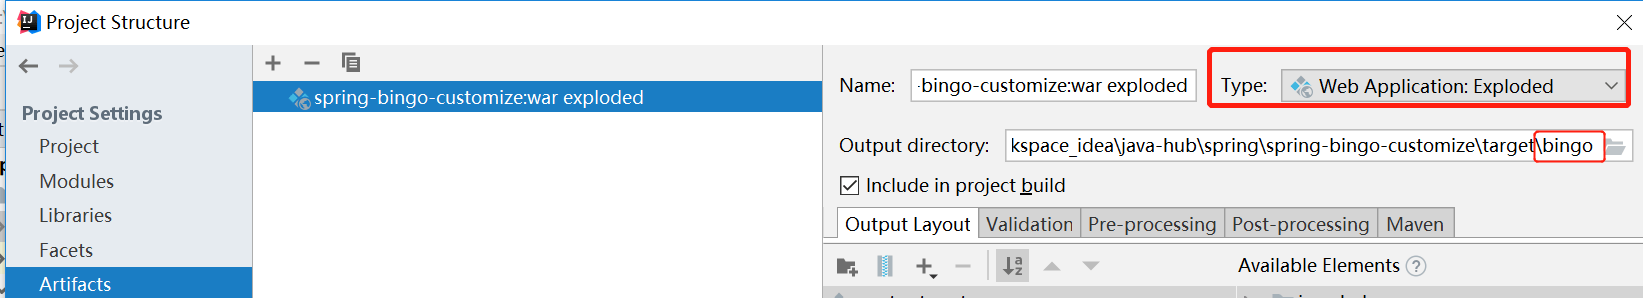 Project Structure
Project Settings
Project
Modules
Libraries
Facets
Artifacts
spring-bingo-customize:war exploded
Name: -bingo-customize:war exploded Type: Web Application: Exploded
Output directory: kspace_idea\java-hub\spring\spring-bingo-customize\target\bingo
Include in project build
Output Layout Validation Pre-processing Post-processing Maven
Available Elements